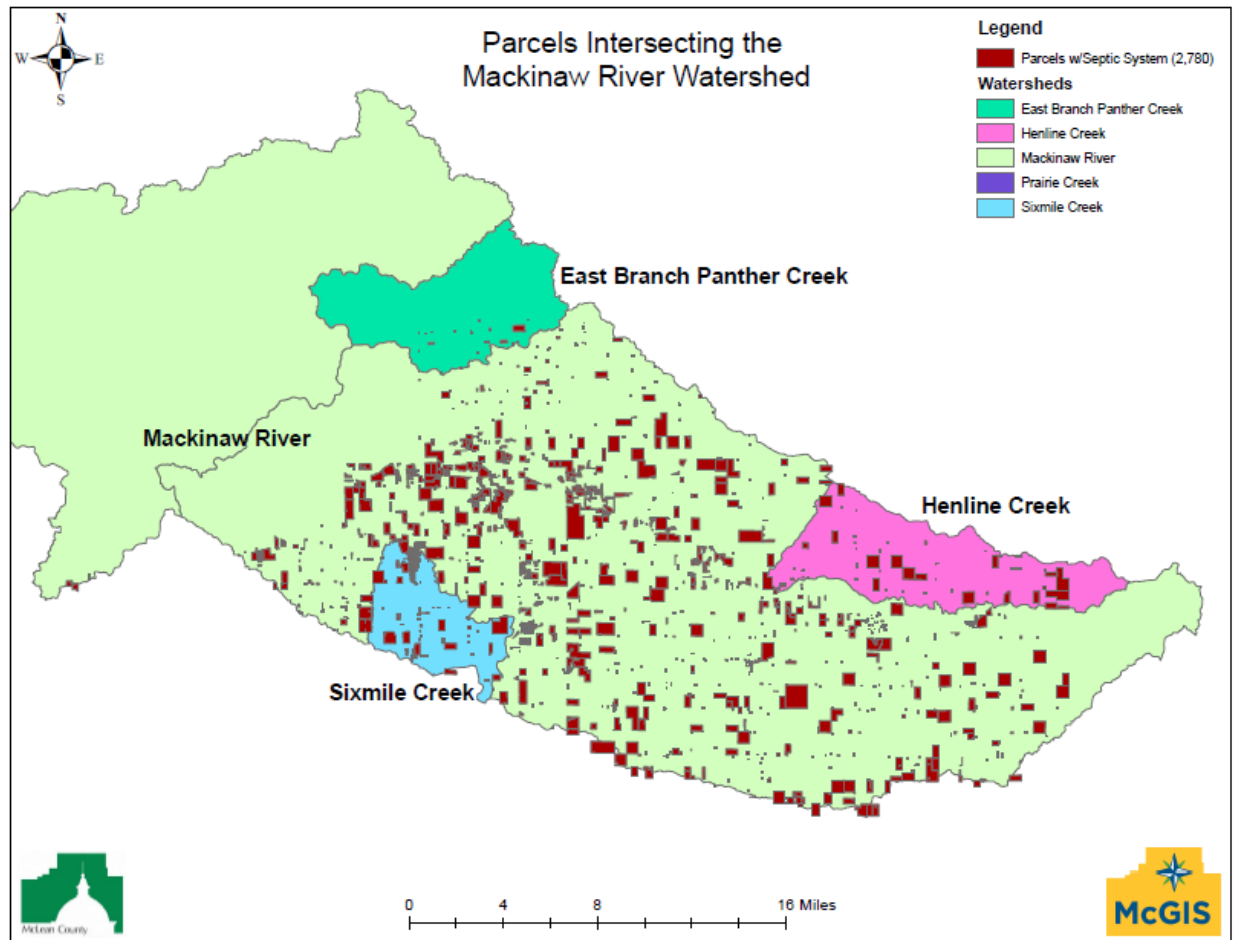 N
W
E
S
Parcels Intersecting the
Mackinaw River Watershed
Legend
Parcels w/Septic System (2,780)
Watersheds
East Branch Panther Creek
Henline Creek
Mackinaw River
Prairie Creek
Sixmile Creek
East Branch Panther Creek
Mackinaw River
Henline Creek
Sixmile Creek
0 4 8 16 Miles
McLean County
McGIS